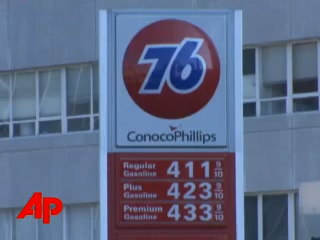 76
ConocoPhillips
Regular Gasoline 411 9/10
Plus Gasoline 423 9/10
Premium Gasoline 433 9/10
AP